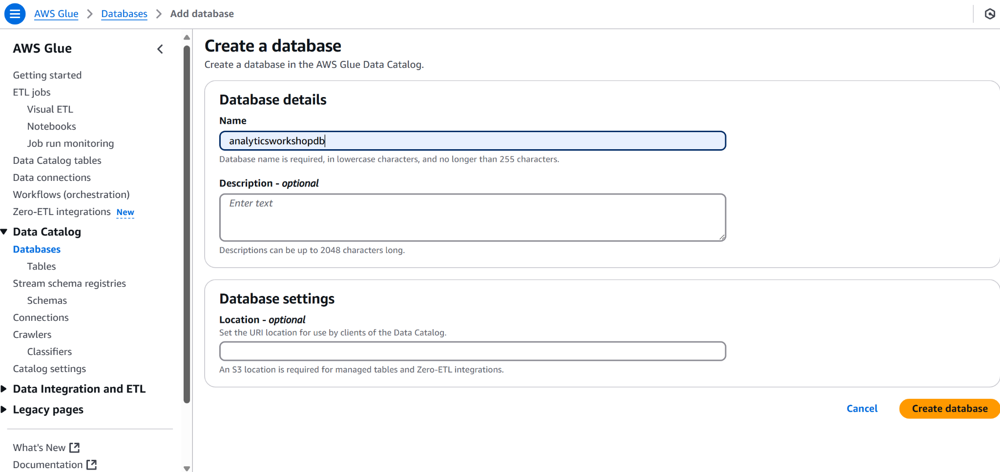 AWS Glue > Databases > Add database
AWS Glue
Getting started
ETL jobs
Visual ETL
Notebooks
Job run monitoring
Data Catalog tables
Data connections
Workflows (orchestration)
Zero-ETL integrations New
Data Catalog
Databases
Tables
Stream schema registries
Schemas
Connections
Crawlers
Classifiers
Catalog settings
Data Integration and ETL
Legacy pages
What's New
Documentation
Create a database
Create a database in the AWS Glue Data Catalog.
Database details
Name
analyticsworkshopdb
Database name is required, in lowercase characters, and no longer than 255 characters.
Description - optional
Enter text
Descriptions can be up to 2048 characters long.
Database settings
Location - optional
Set the URI location for use by clients of the Data Catalog.
An S3 location is required for managed tables and Zero-ETL integrations.
Cancel
Create database